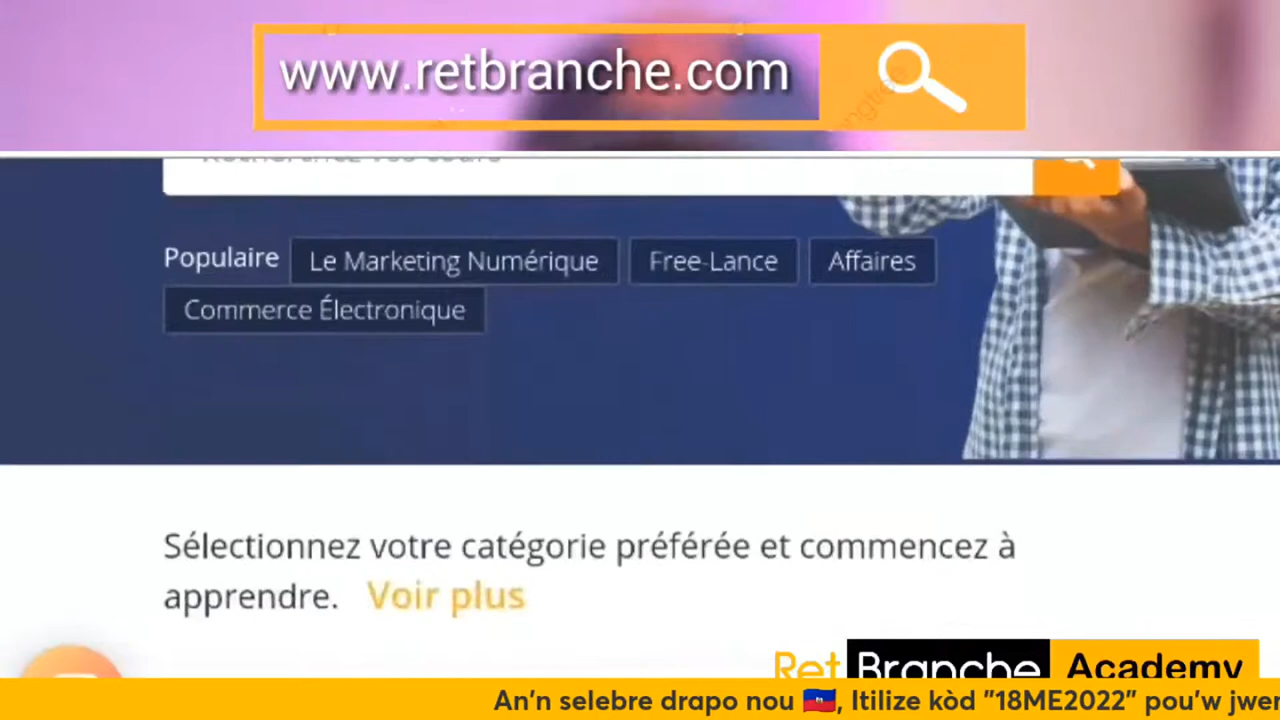 www.retbranche.com
Populaire
Le Marketing Numérique
Free-Lance
Affaires
Commerce Électronique
Sélectionnez votre catégorie préférée et commencez à
apprendre. Voir plus
Ret Branche Academy
An'n selebre drapo nou 🇭🇹, Itilize kòd "18ME2022" pou'w